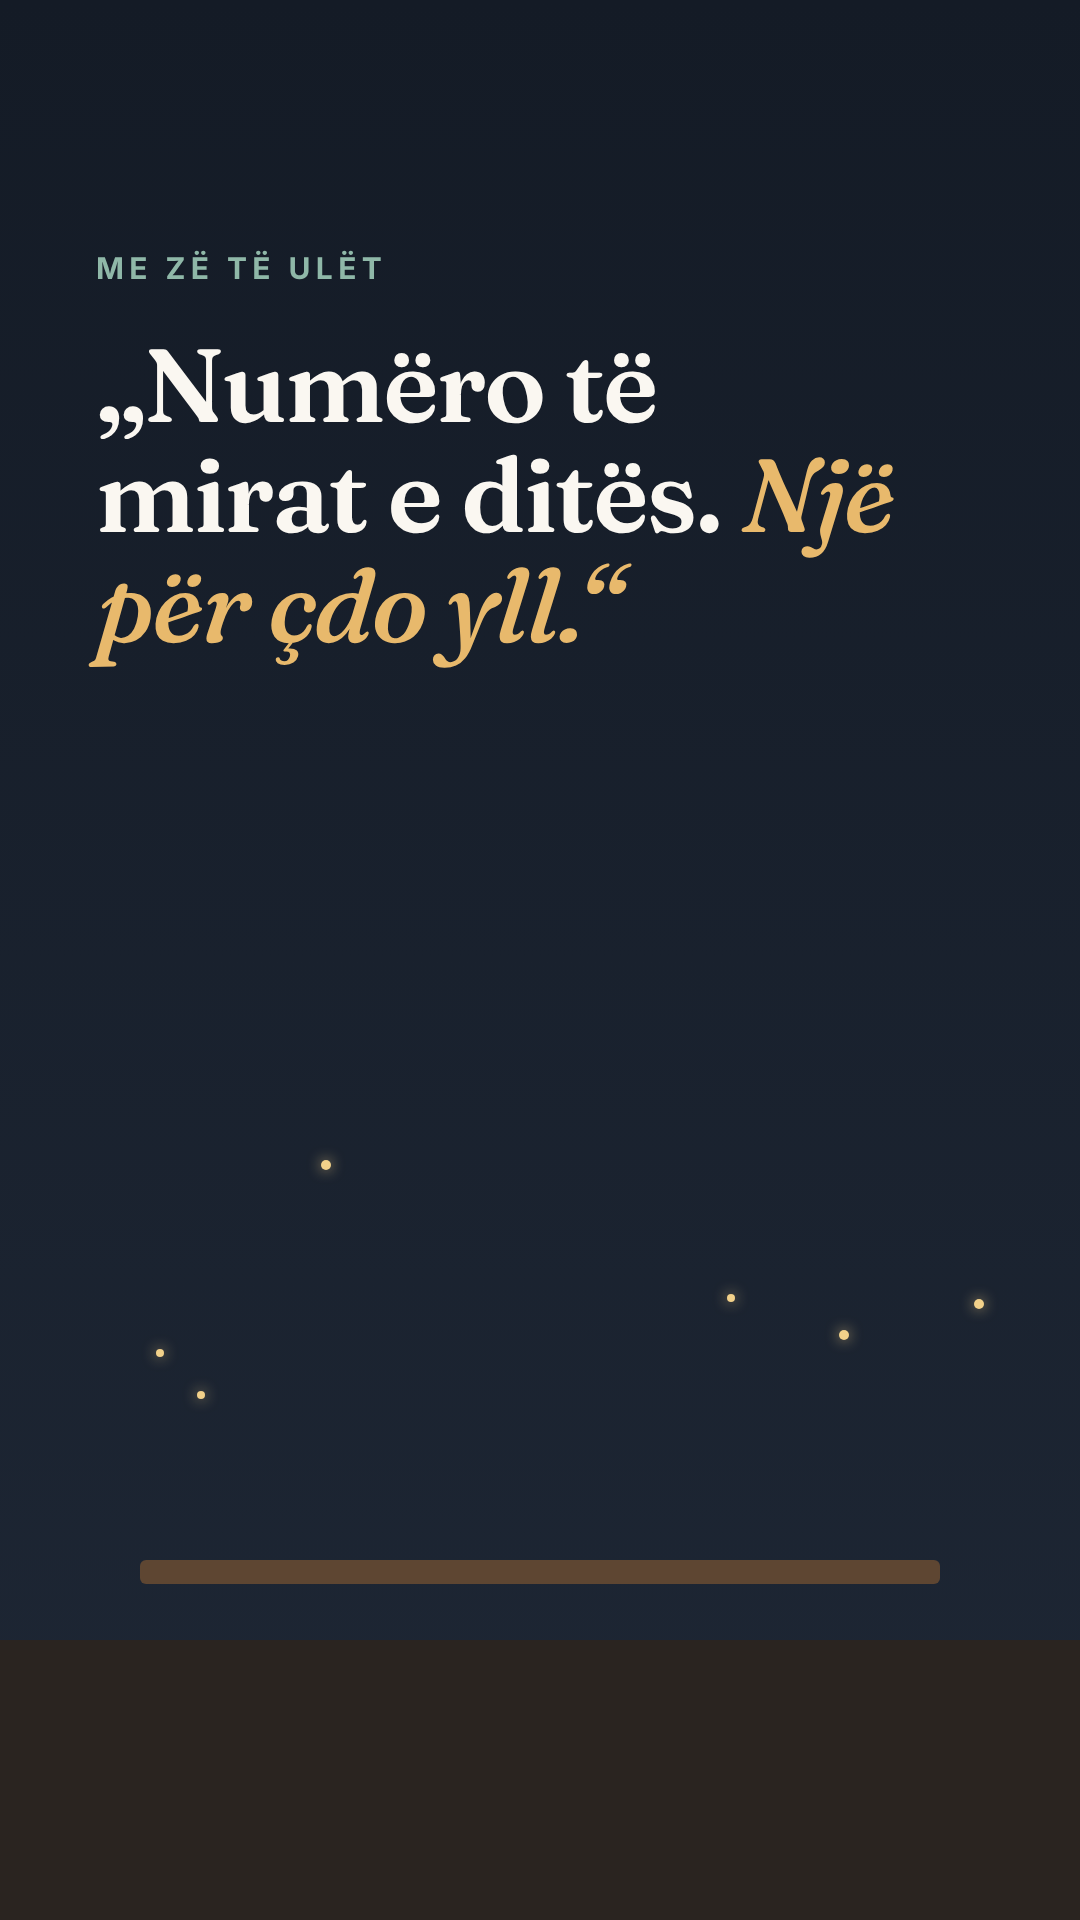 ME ZË TË ULËT
„Numëro të
mirat e ditës. Një
për çdo yll.“